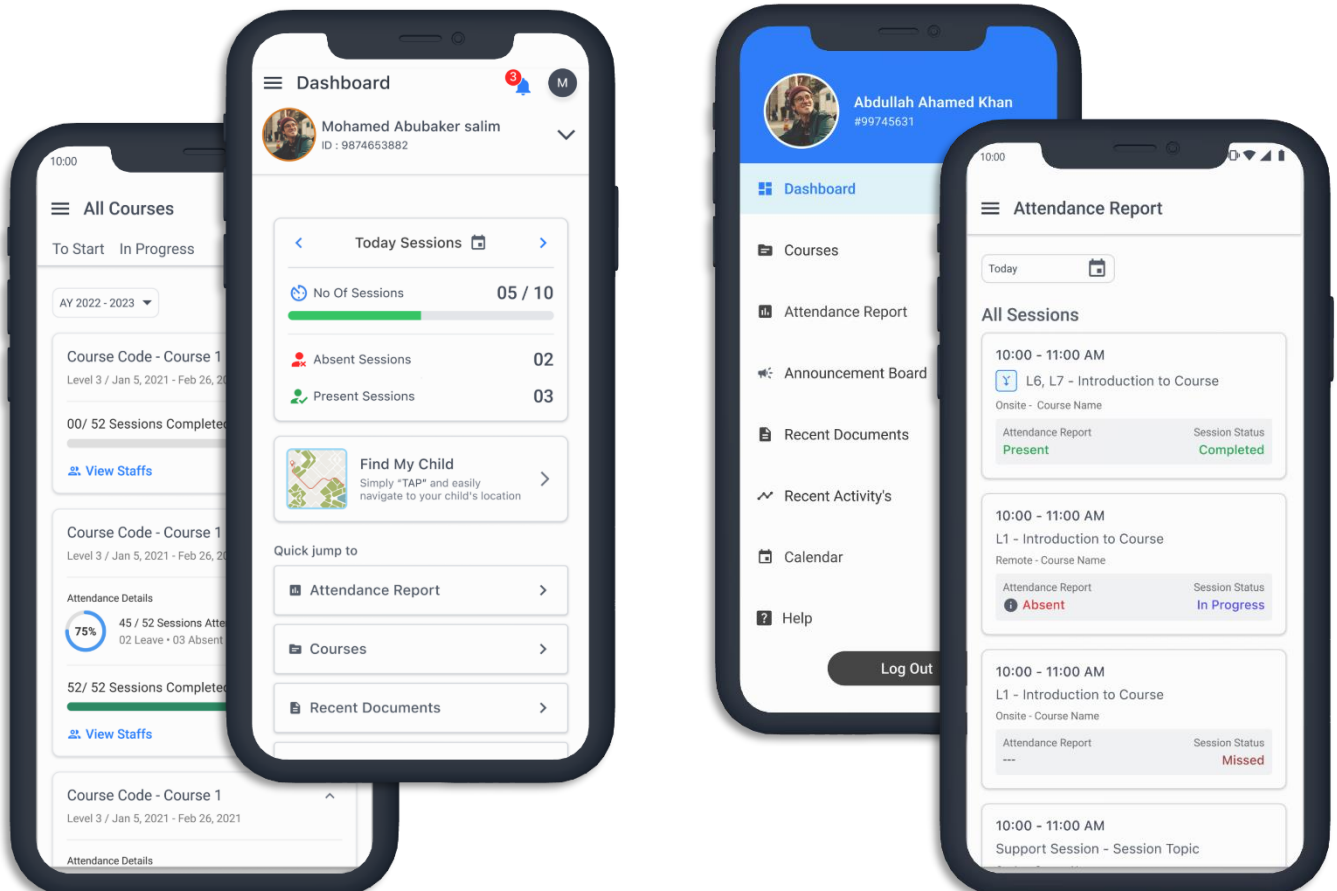 10:00
All Courses
To Start In Progress
AY 2022 - 2023
Course Code - Course 1
Level 3 / Jan 5, 2021 - Feb 26,
00/ 52 Sessions Completed
View Staffs
Course Code - Course 1
Level 3 / Jan 5, 2021 - Feb 26,
Attendance Details
75%
45 / 52 Sessions
02 Leave • 03 Absent
52/ 52 Sessions Completed
View Staffs
Course Code - Course 1
Level 3 / Jan 5, 2021 - Feb 26, 2021
Attendance Details
Dashboard
3
M
Mohamed Abubaker salim
ID : 9874653882
Today Sessions
No Of Sessions 05 / 10
Absent Sessions 02
Present Sessions 03
Find My Child
Simply "TAP" and easily
navigate to your child's location
Quick jump to
Attendance Report
Courses
Recent Documents
Abdullah Ahamed Khan
#99745631
Dashboard
Courses
Attendance Report
Announcement Board
Recent Documents
Recent Activity's
Calendar
? Help
Log Out
10:00
Attendance Report
Today
All Sessions
10:00 - 11:00 AM
L6, L7 - Introduction to Course
Onsite - Course Name
Attendance Report Session Status
Present Completed
10:00 - 11:00 AM
L1 - Introduction to Course
Remote - Course Name
Attendance Report Session Status
Absent In Progress
10:00 - 11:00 AM
L1 - Introduction to Course
Onsite - Course Name
Attendance Report Session Status
--- Missed
10:00 - 11:00 AM
Support Session - Session Topic